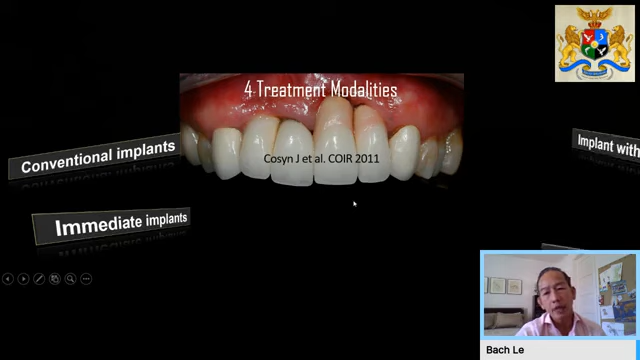 4 Treatment Modalities
Conventional implants
Cosyn J et al. COIR 2011
Implant with
Immediate implants
Bach Le